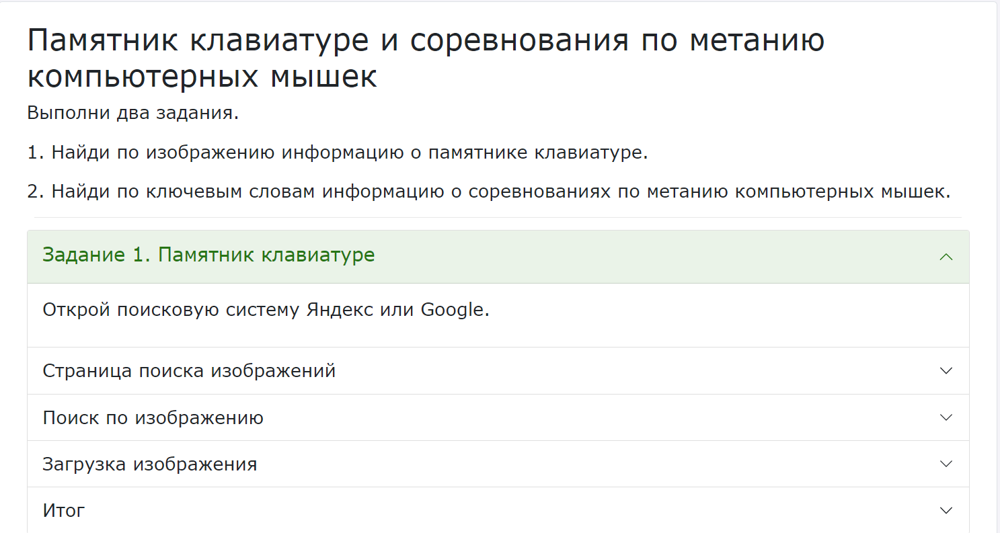 Памятник клавиатуре и соревнования по метанию
компьютерных мышек
Выполни два задания.
1. Найди по изображению информацию о памятнике клавиатуре.
2. Найди по ключевым словам информацию о соревнованиях по метанию компьютерных мышек.
Задание 1. Памятник клавиатуре
Открой поисковую систему Яндекс или Google.
Страница поиска изображений
Поиск по изображению
Загрузка изображения
Итог